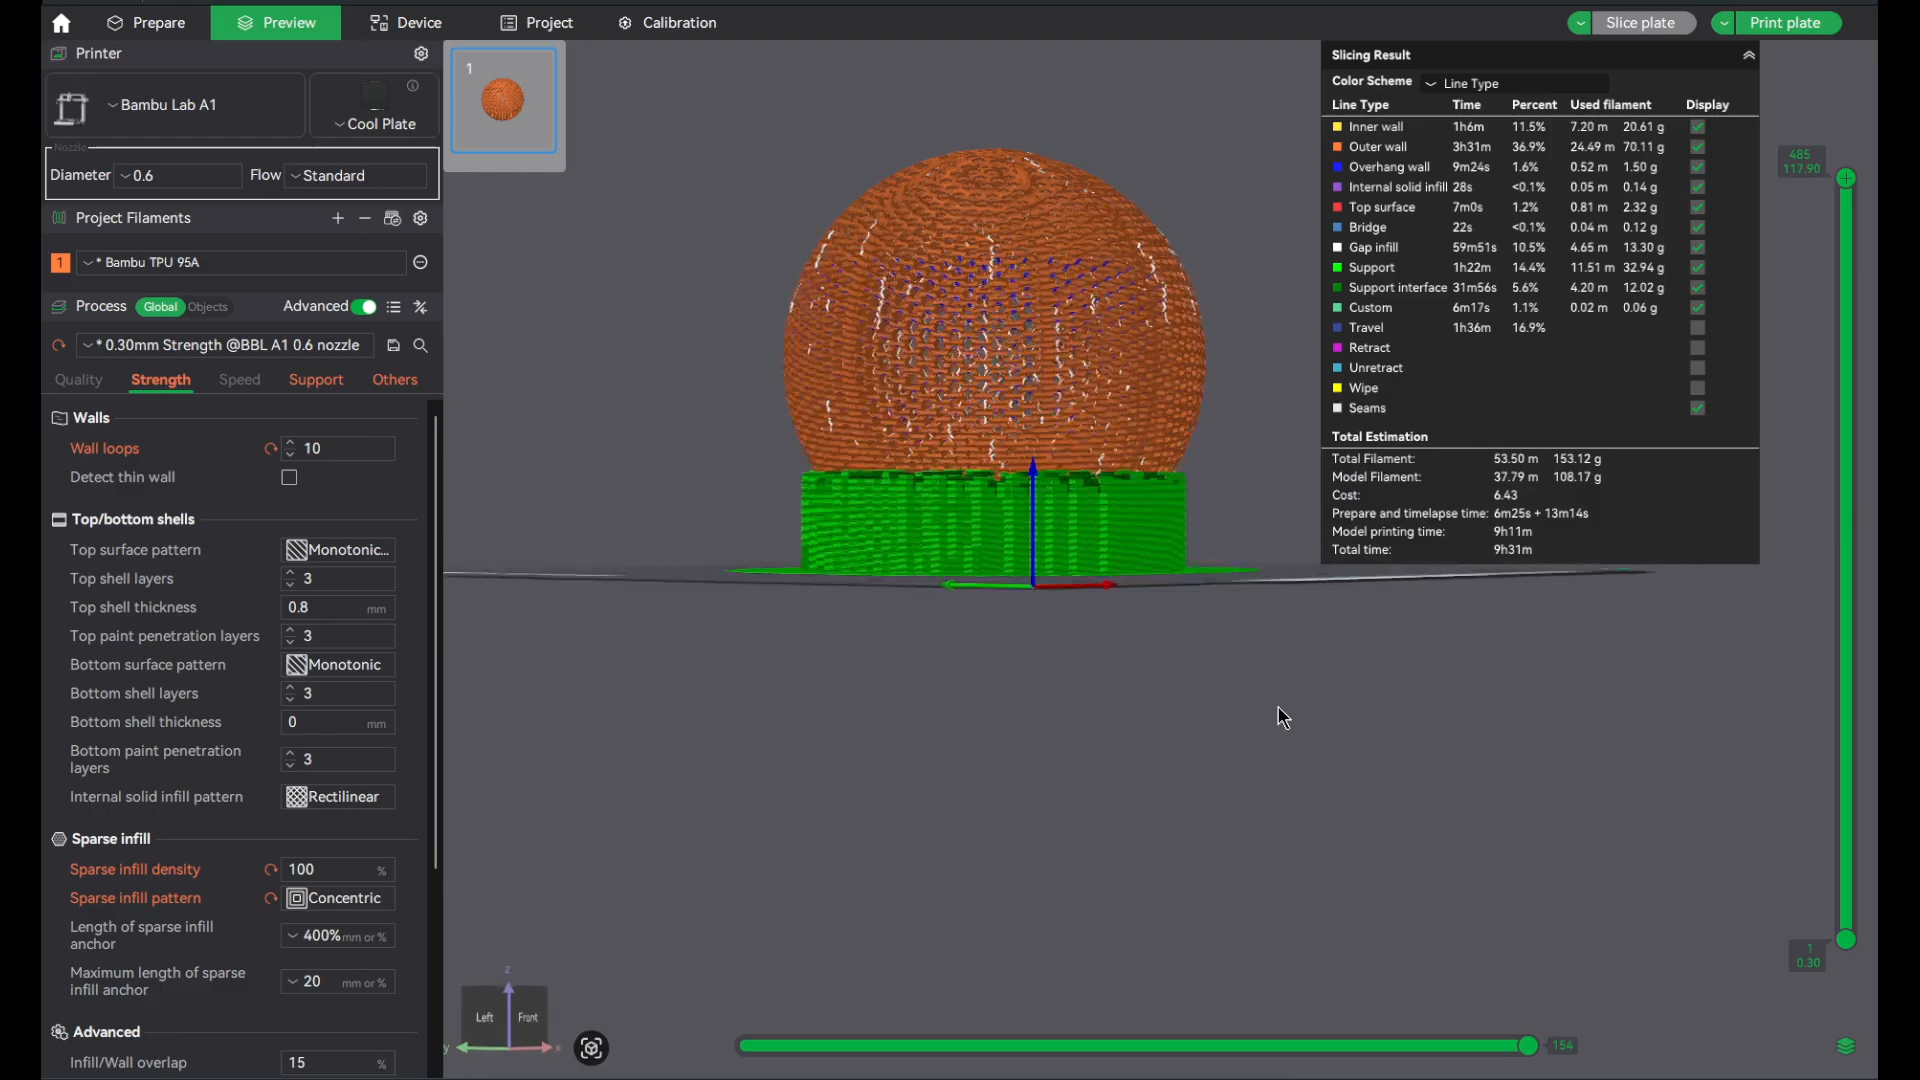 Prepare Preview Device Project Calibration Slice plate Print plate
Printer
Bambu Lab A1
Cool Plate
Nozzle
Diameter 0.6 Flow Standard
Project Filaments
1 * Bambu TPU 95A
Process Global Objects Advanced
* 0.30mm Strength @BBL A1 0.6 nozzle
Quality Strength Speed Support Others
Walls
Wall loops 10
Detect thin wall
Top/bottom shells
Top surface pattern Monotonic...
Top shell layers 3
Top shell thickness 0.8 mm
Top paint penetration layers 3
Bottom surface pattern Monotonic
Bottom shell layers 3
Bottom shell thickness 0 mm
Bottom paint penetration
layers 3
Internal solid infill pattern Rectilinear
Sparse infill
Sparse infill density 100 %
Sparse infill pattern Concentric
Length of sparse infill
anchor 400% mm or %
Maximum length of sparse
infill anchor 20 mm or %
Advanced
Infill/Wall overlap 15 %
1
Slicing Result
Color Scheme Line Type
Line Type Time Percent Used filament Display
Inner wall 1h6m 11.5% 7.20 m 20.61 g
Outer wall 3h31m 36.9% 24.49 m 70.11 g
Overhang wall 9m24s 1.6% 0.52 m 1.50 g
Internal solid infill 28s <0.1% 0.05 m 0.14 g
Top surface 7m0s 1.2% 0.81 m 2.32 g
Bridge 22s <0.1% 0.04 m 0.12 g
Gap infill 59m51s 10.5% 4.65 m 13.30 g
Support 1h22m 14.4% 11.51 m 32.94 g
Support interface 31m56s 5.6% 4.20 m 12.02 g
Custom 6m17s 1.1% 0.02 m 0.06 g
Travel 1h36m 16.9%
Retract
Unretract
Wipe
Seams
Total Estimation
Total Filament: 53.50 m 153.12 g
Model Filament: 37.79 m 108.17 g
Cost: 6.43
Prepare and timelapse time: 6m25s + 13m14s
Model printing time: 9h11m
Total time: 9h31m
485
117.90
1
0.30
z
Left Front
y x
154